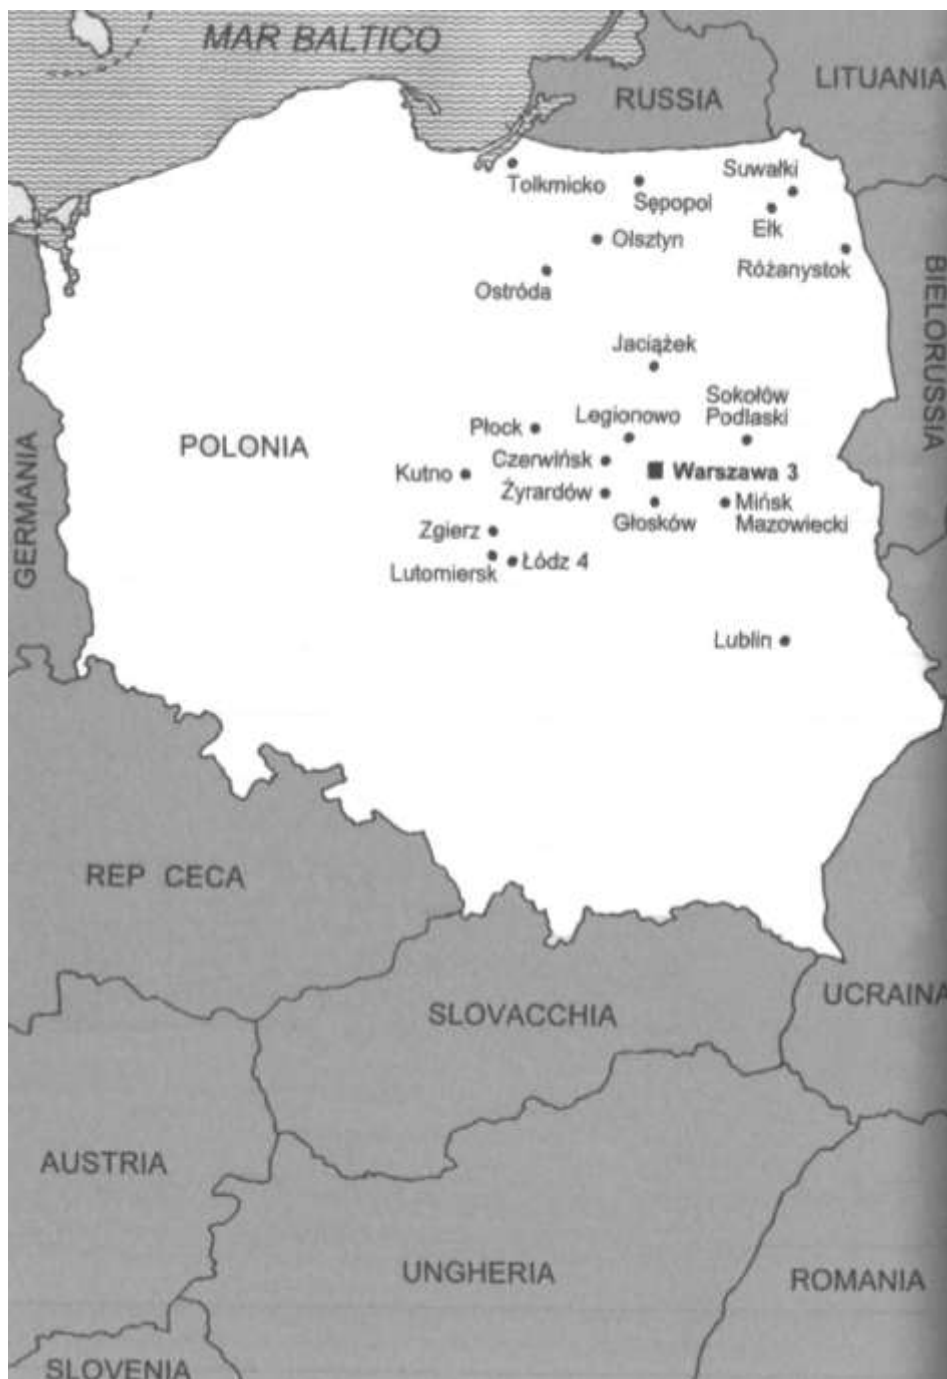 MAR BALTICO
RUSSIA
LITUANIA
Tolkmicko
Sępopol
Suwałki
Ełk
Olsztyn
Różanystok
Ostróda
BIELORUSSIA
Jaciążek
Sokołów
Podlaski
Legionowo
Płock
POLONIA
Czerwińsk
Kutno
Warszawa 3
Żyrardów
Głosków
Mińsk
Mazowiecki
GERMANIA
Zgierz
Łódz 4
Lutomiersk
Lublin
REP CECA
SLOVACCHIA
UCRAINA
AUSTRIA
UNGHERIA
ROMANIA
SLOVENIA